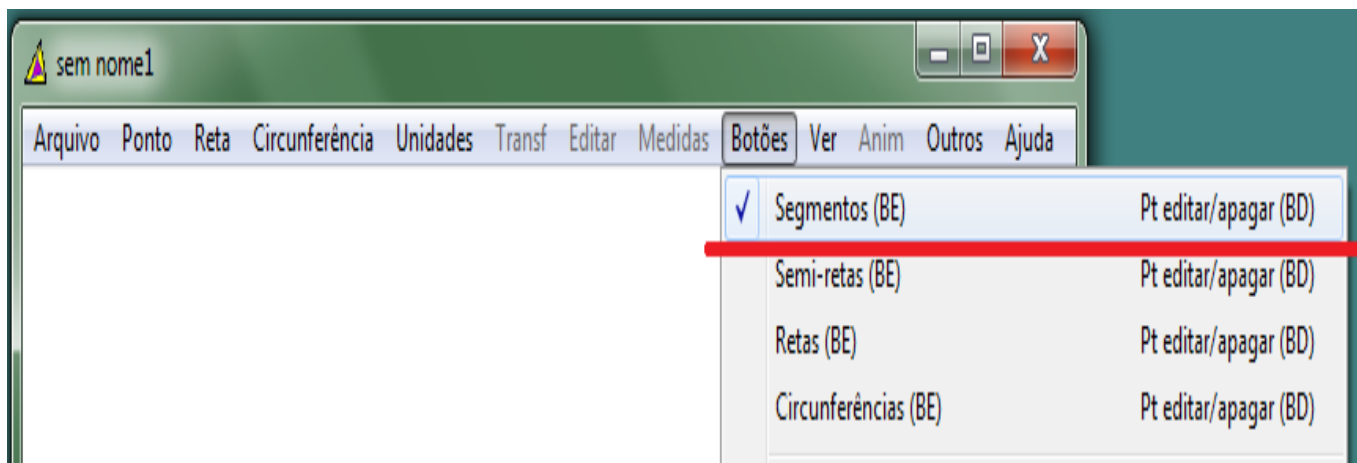 sem nome1
Arquivo Ponto Reta Circunferência Unidades Transf Editar Medidas Botões Ver Anim Outros Ajuda
Segmentos (BE) Pt editar/apagar (BD)
Semi-retas (BE) Pt editar/apagar (BD)
Retas (BE) Pt editar/apagar (BD)
Circunferências (BE) Pt editar/apagar (BD)